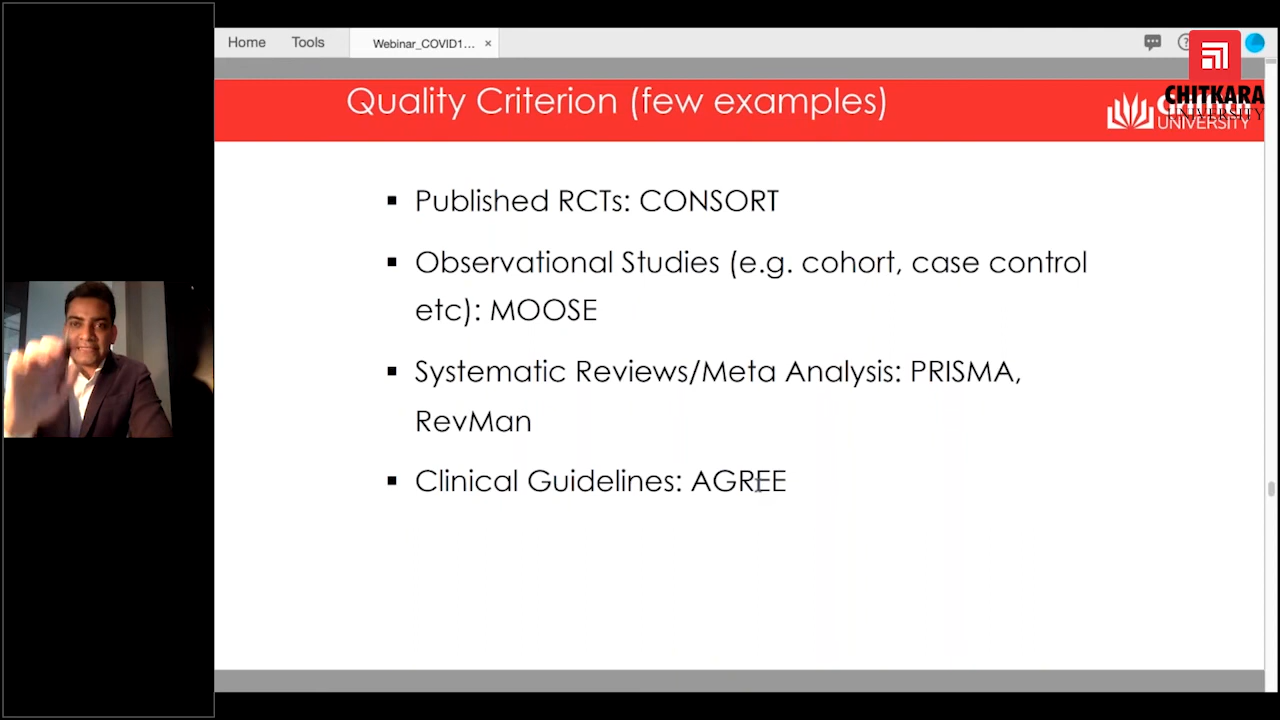 Home Tools Webinar_COVID1... ×
Quality Criterion (few examples)
CHITKARA
UNIVERSITY
UNIVERSITY
▪ Published RCTs: CONSORT
▪ Observational Studies (e.g. cohort, case control
etc): MOOSE
▪ Systematic Reviews/Meta Analysis: PRISMA,
RevMan
▪ Clinical Guidelines: AGREE